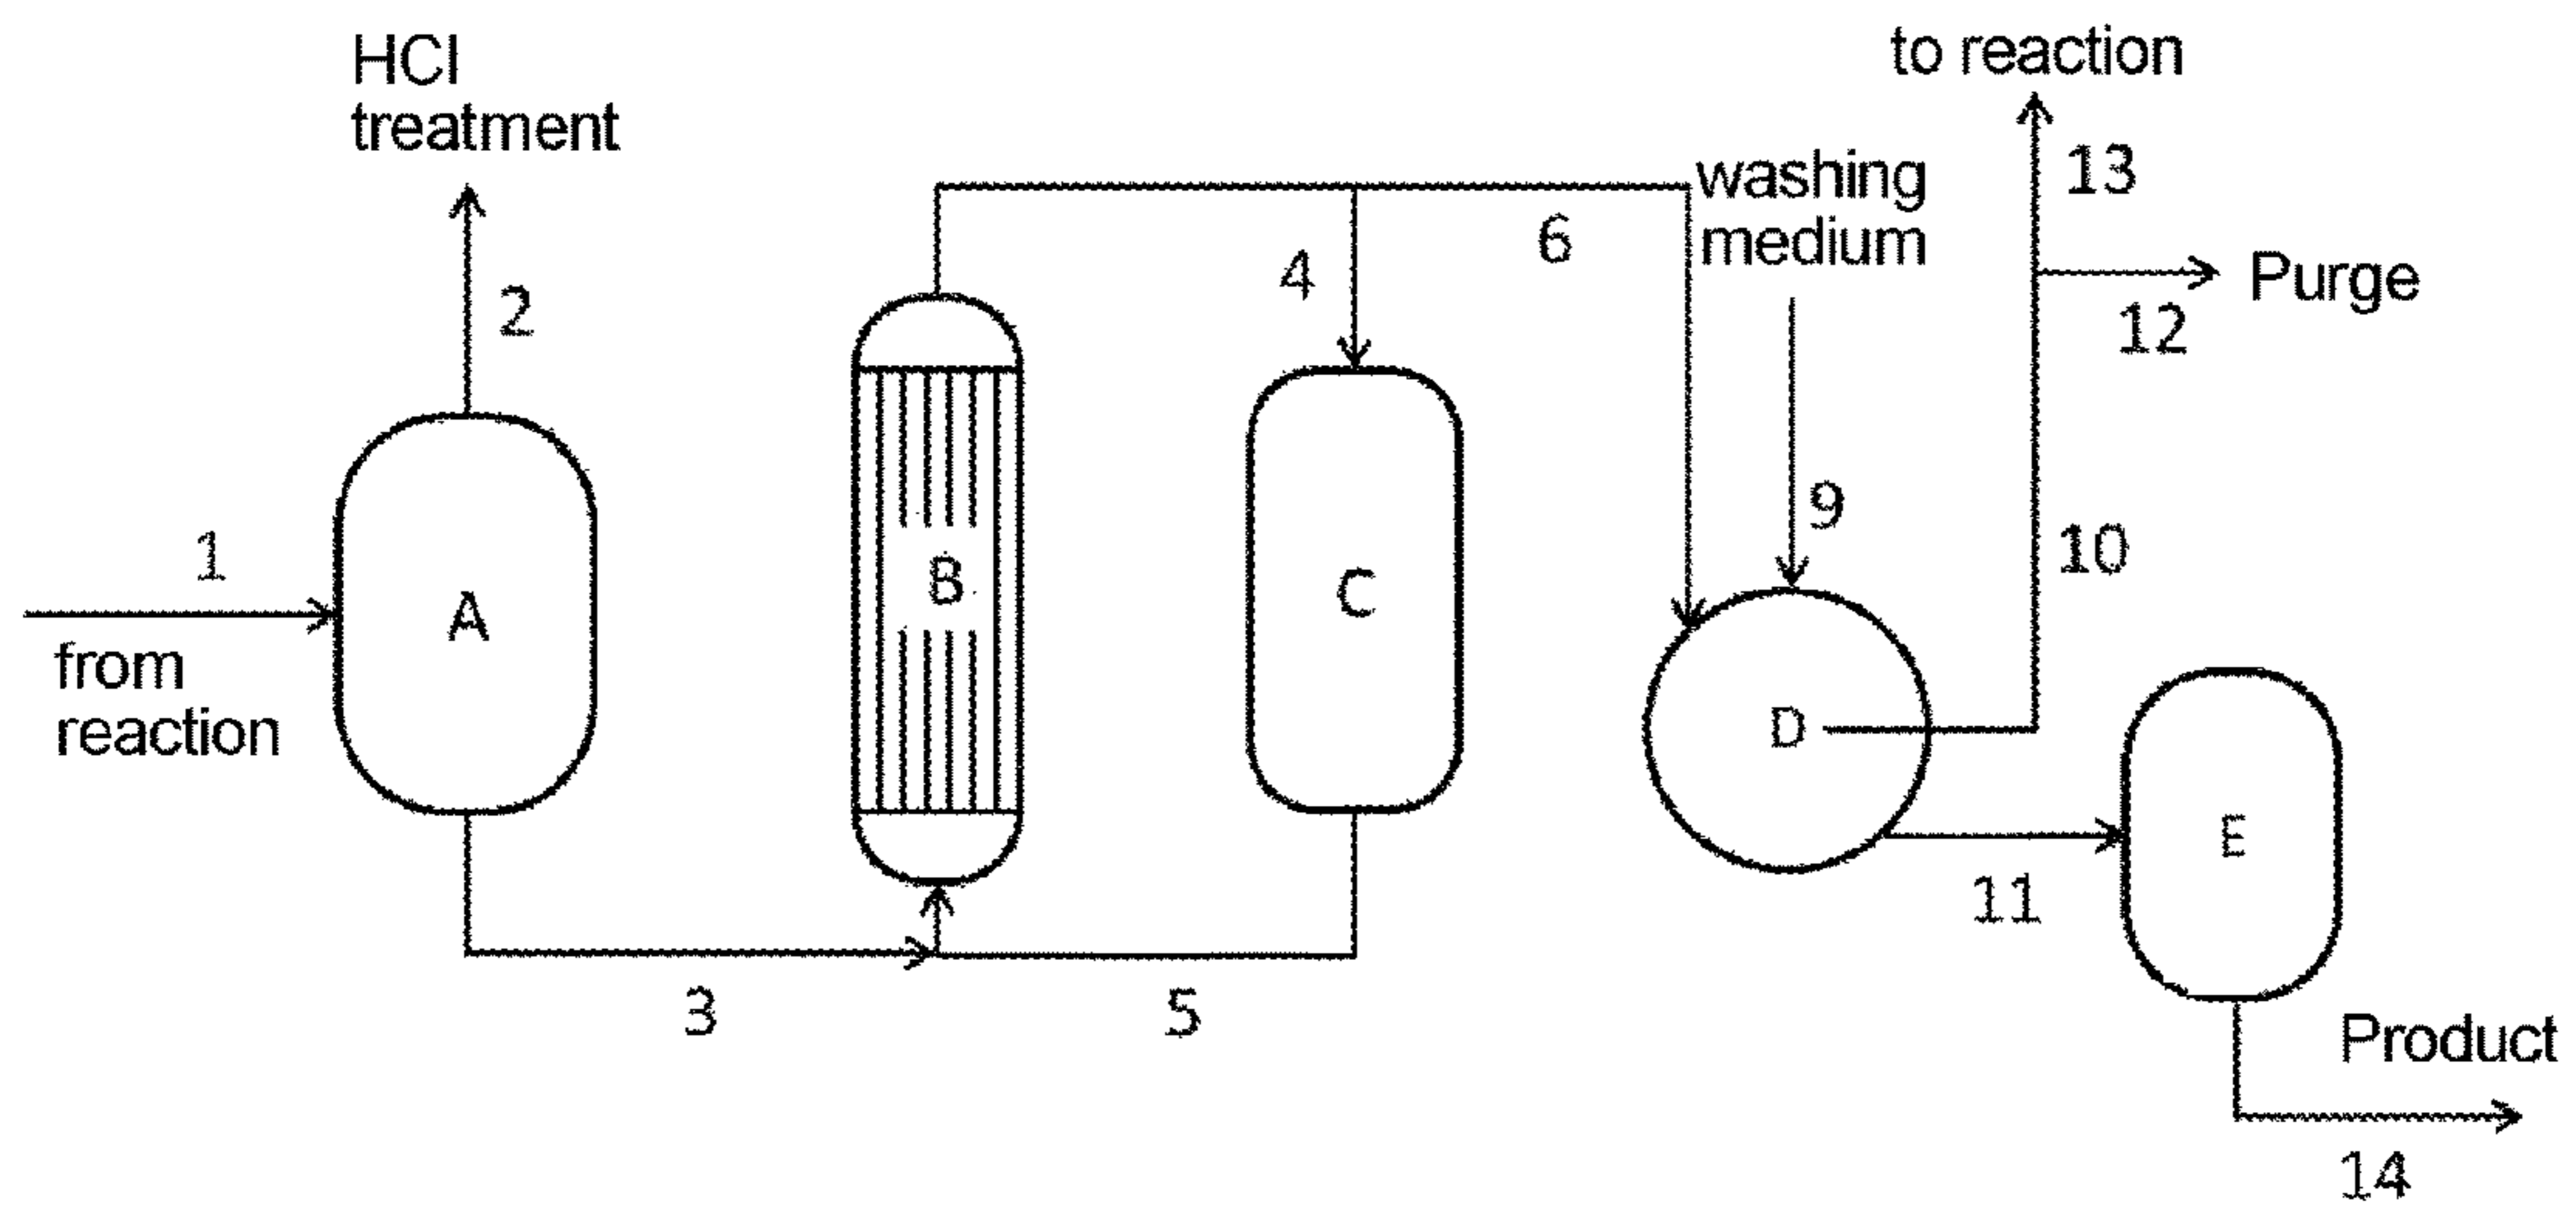 HCl
treatment
2
1
from
reaction
A
3
B
4
C
5
6
washing
medium
9
D
to reaction
13
Purge
12
10
11
E
Product
14